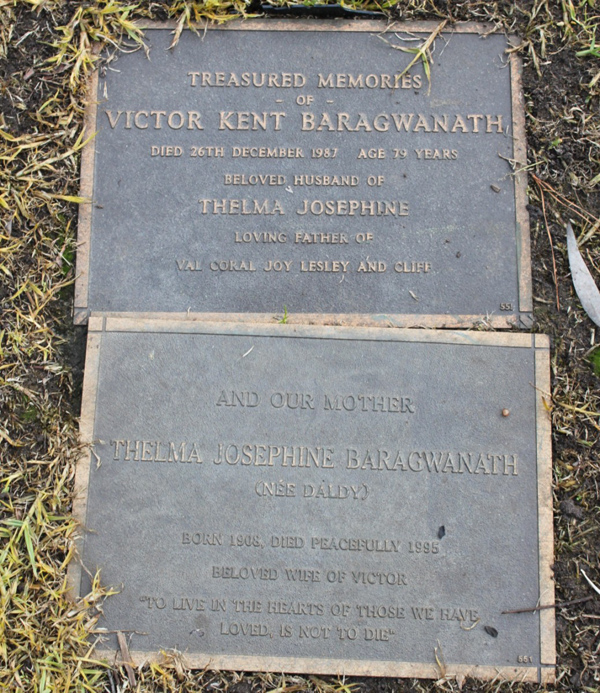 TREASURED MEMORIES
- OF -
VICTOR KENT BARAGWANATH
DIED 26TH DECEMBER 1987 AGE 79 YEARS
BELOVED HUSBAND OF
THELMA JOSEPHINE
LOVING FATHER OF
VAL CORAL JOY LESLEY AND CLIFF
551
AND OUR MOTHER
THELMA JOSEPHINE BARAGWANATH
(NÉE DALDY)
BORN 1908, DIED PEACEFULLY 1995
BELOVED WIFE OF VICTOR
"TO LIVE IN THE HEARTS OF THOSE WE HAVE
LOVED, IS NOT TO DIE"
551